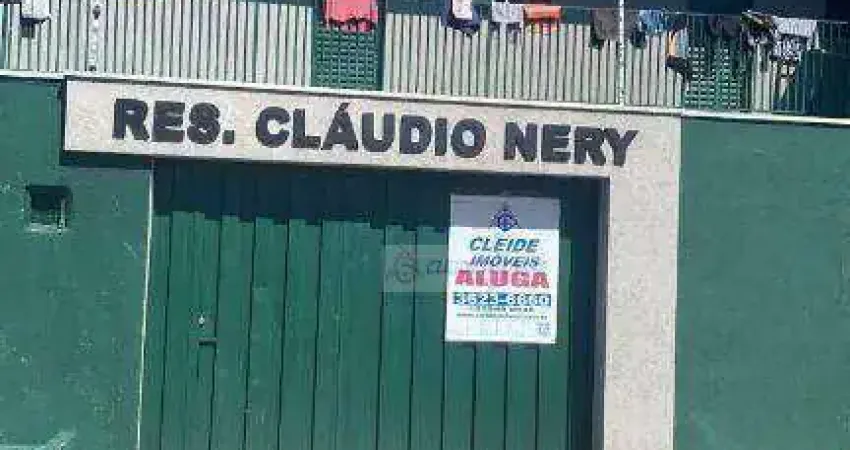 RES. CLÁUDIO NERY
CLEIDE
IMÓVEIS
ALUGA
3623-6660